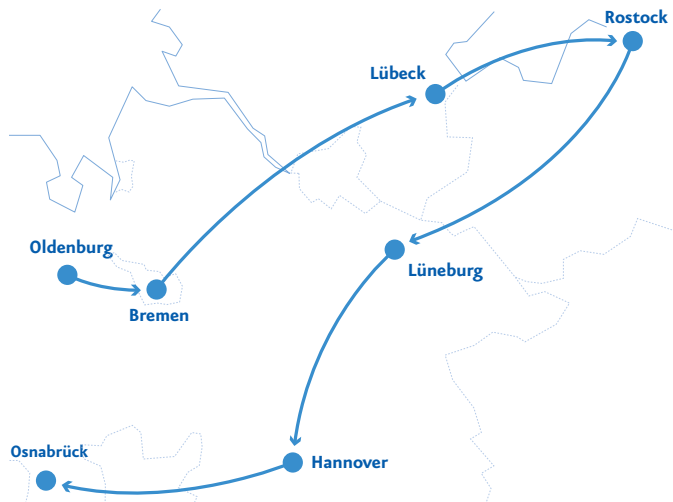 Rostock
Lübeck
Oldenburg
Lüneburg
Bremen
Osnabrück
Hannover